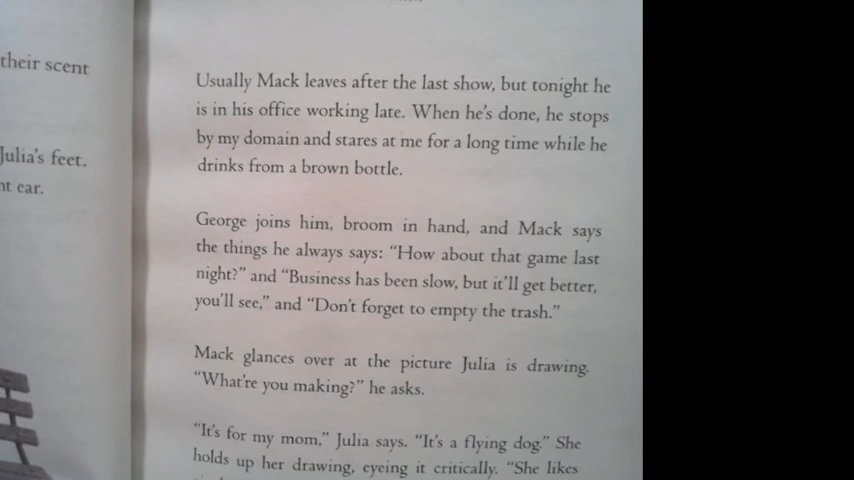 their scent
Julia's feet.
nt ear.
Usually Mack leaves after the last show, but tonight he
is in his office working late. When he's done, he stops
by my domain and stares at me for a long time while he
drinks from a brown bottle.
George joins him, broom in hand, and Mack says
the things he always says: “How about that game last
night?” and “Business has been slow, but it'll get better,
you'll see,” and “Don't forget to empty the trash.”
Mack glances over at the picture Julia is drawing.
“What're you making?” he asks.
“It's for my mom,” Julia says. “It's a flying dog.” She
holds up her drawing, eyeing it critically. “She likes